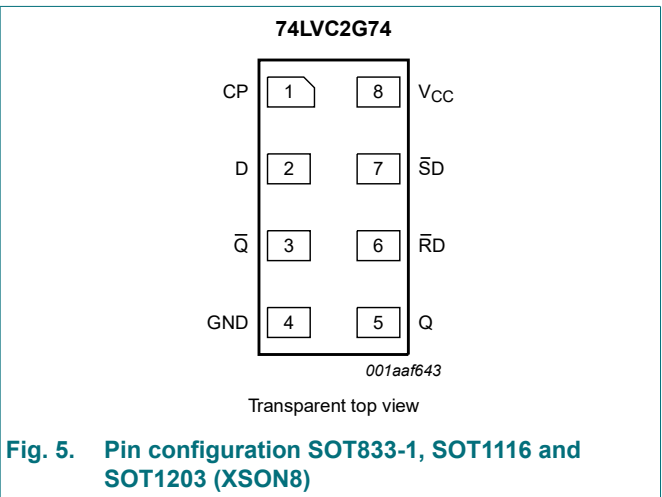 74LVC2G74
CP 1 8 VCC
D 2 7 S̅D
Q̅ 3 6 R̅D
GND 4 5 Q
001aaf643
Transparent top view
Fig. 5. Pin configuration SOT833-1, SOT1116 and
SOT1203 (XSON8)